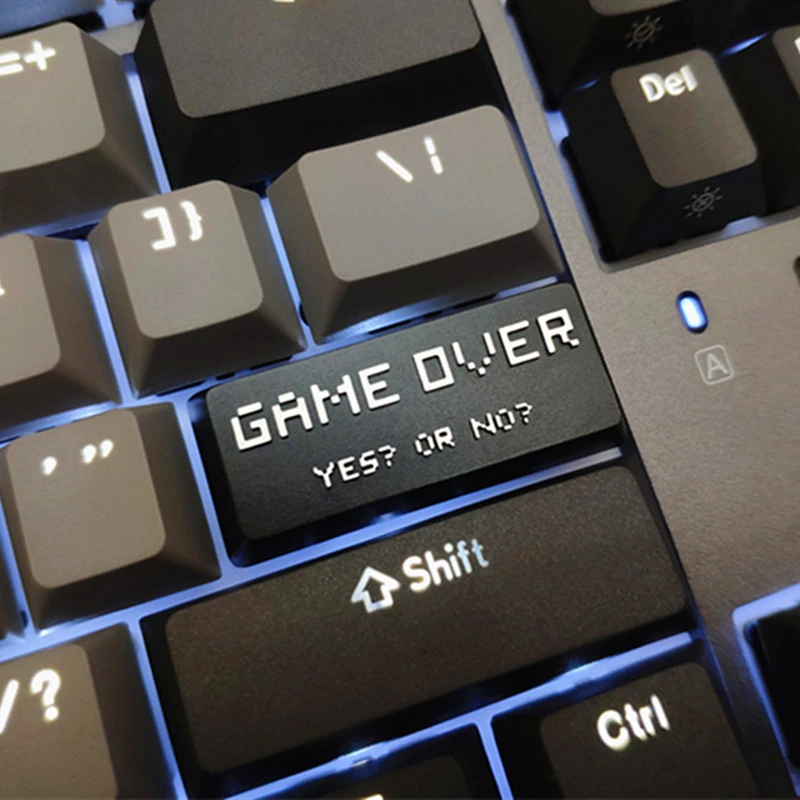 =+
\ ¦
Del
] }
A
GAME OVER
YES? OR NO?
' "
Shift
/ ?
Ctrl